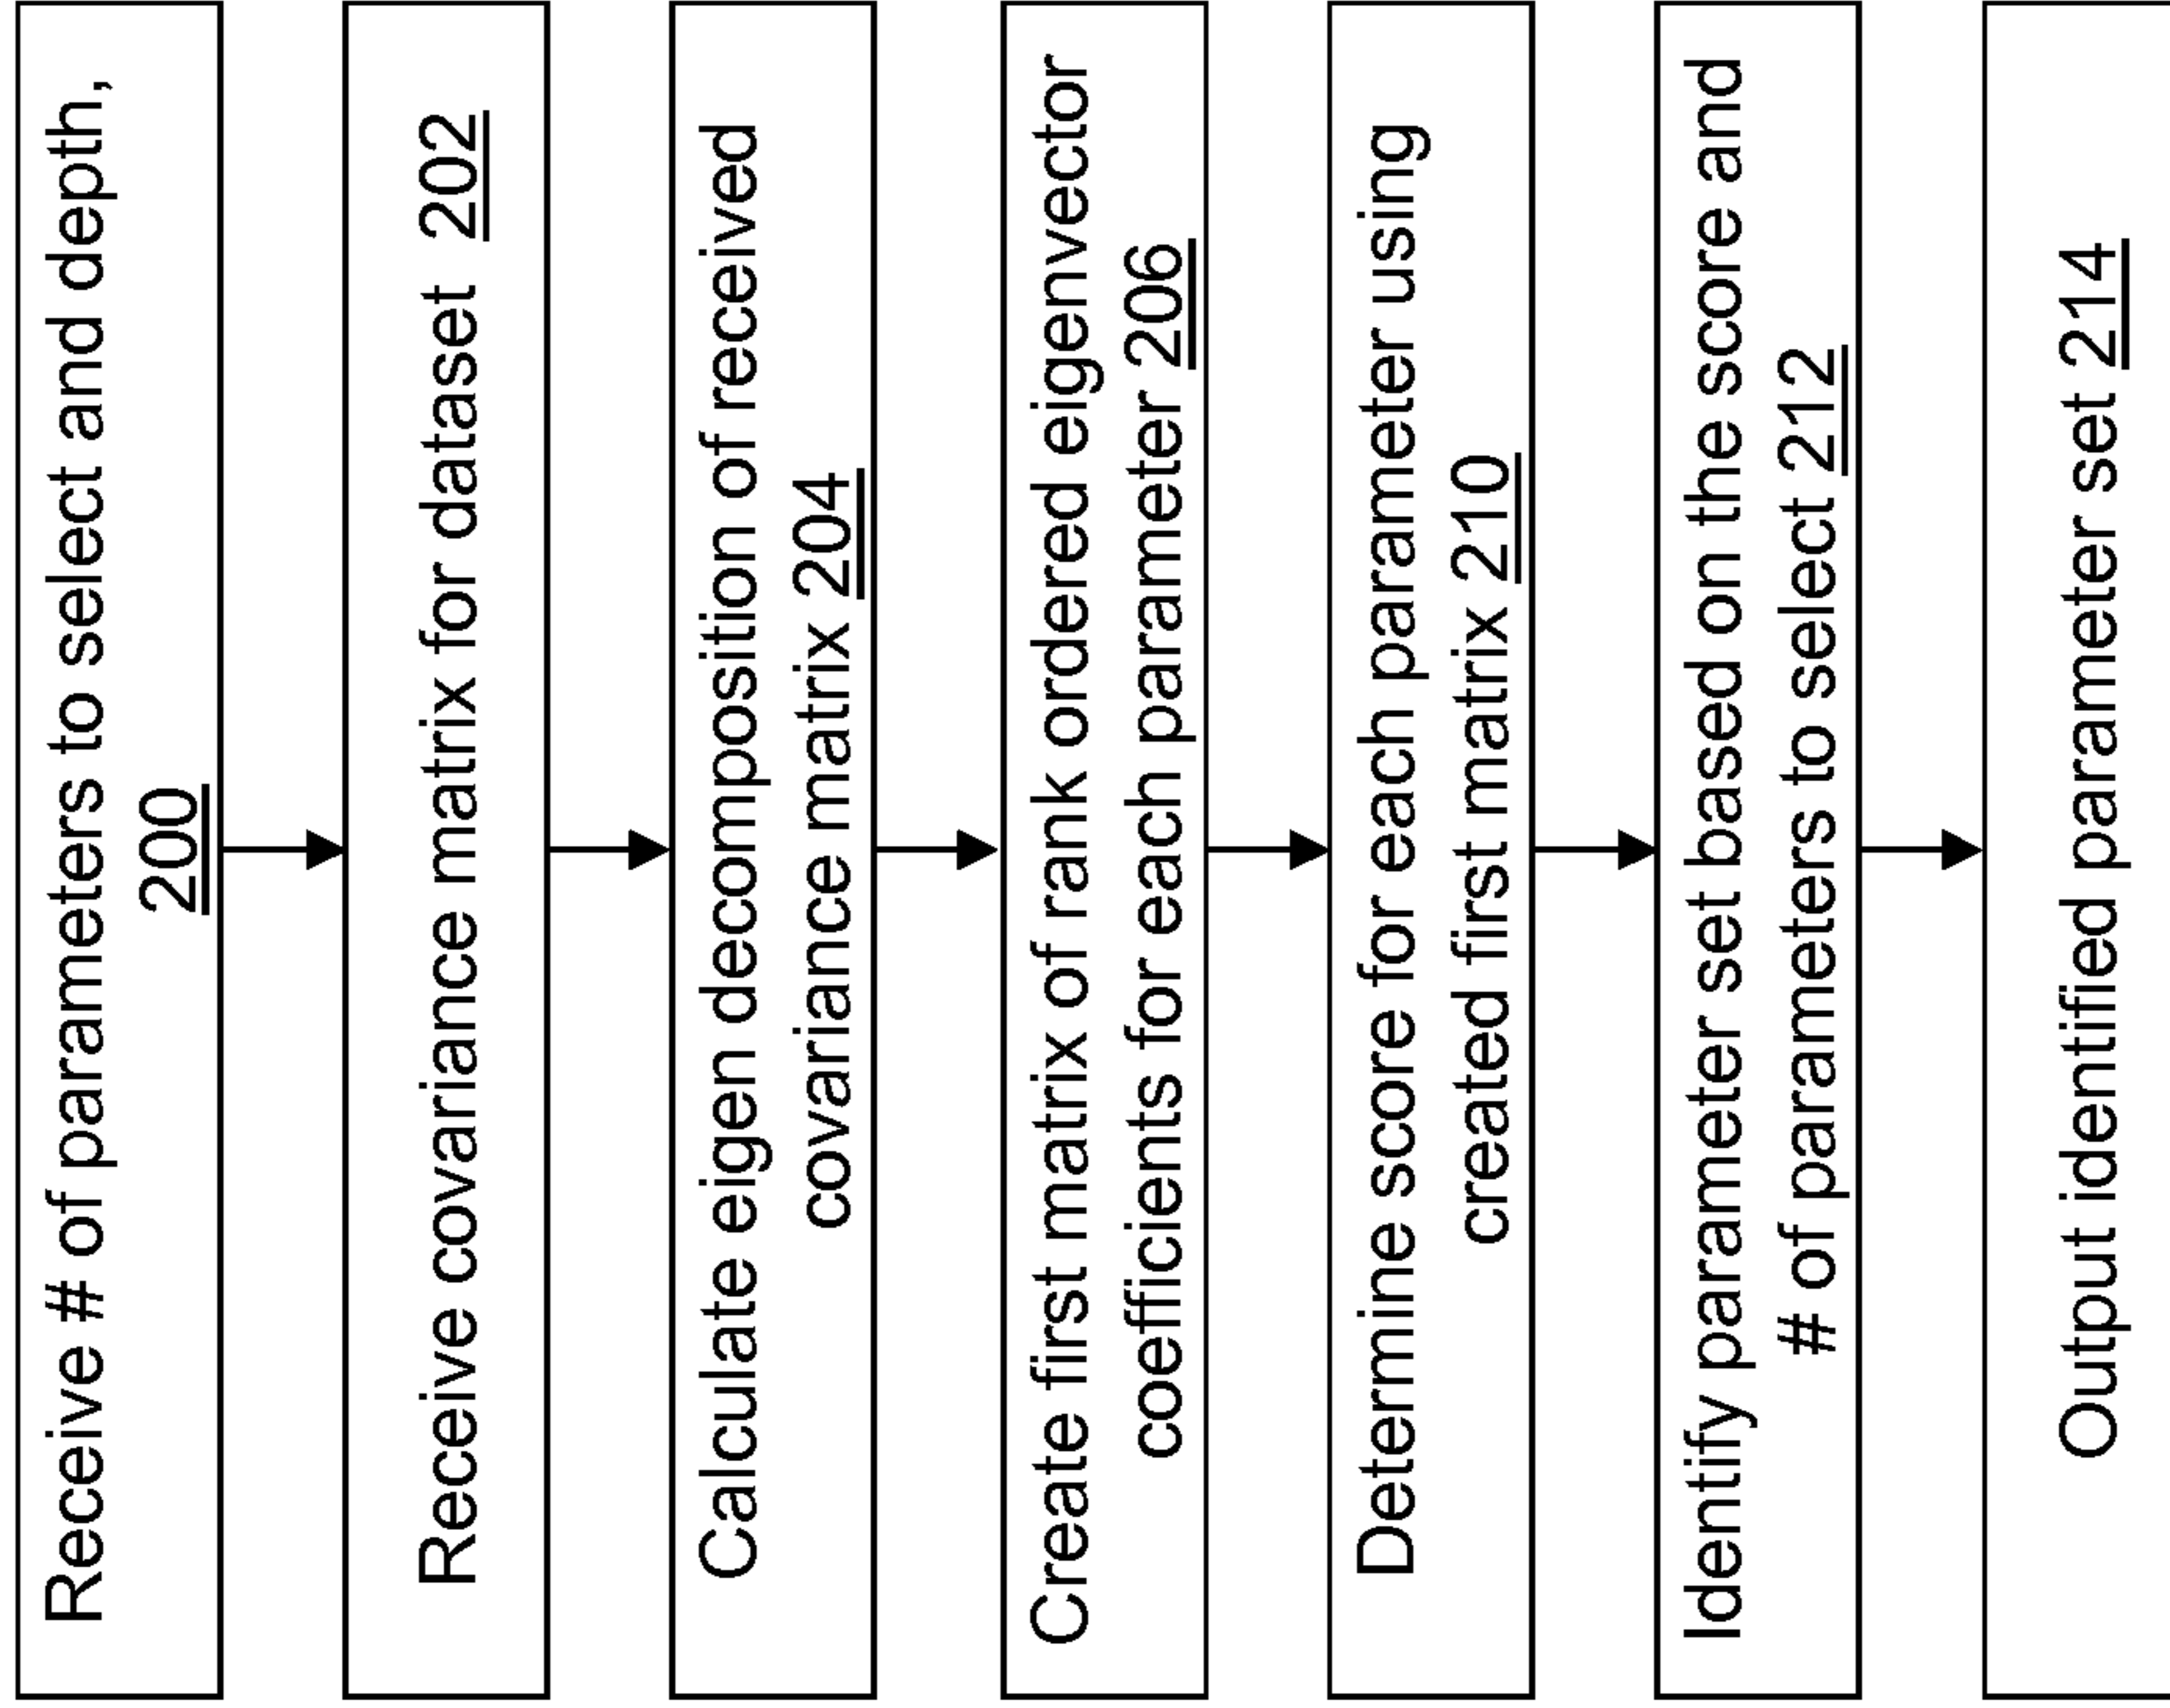 Receive # of parameters to select and depth,
200
Receive covariance matrix for dataset 202
Calculate eigen decomposition of received
covariance matrix 204
Create first matrix of rank ordered eigenvector
coefficients for each parameter 206
Determine score for each parameter using
created first matrix 210
Identify parameter set based on the score and
# of parameters to select 212
Output identified parameter set 214